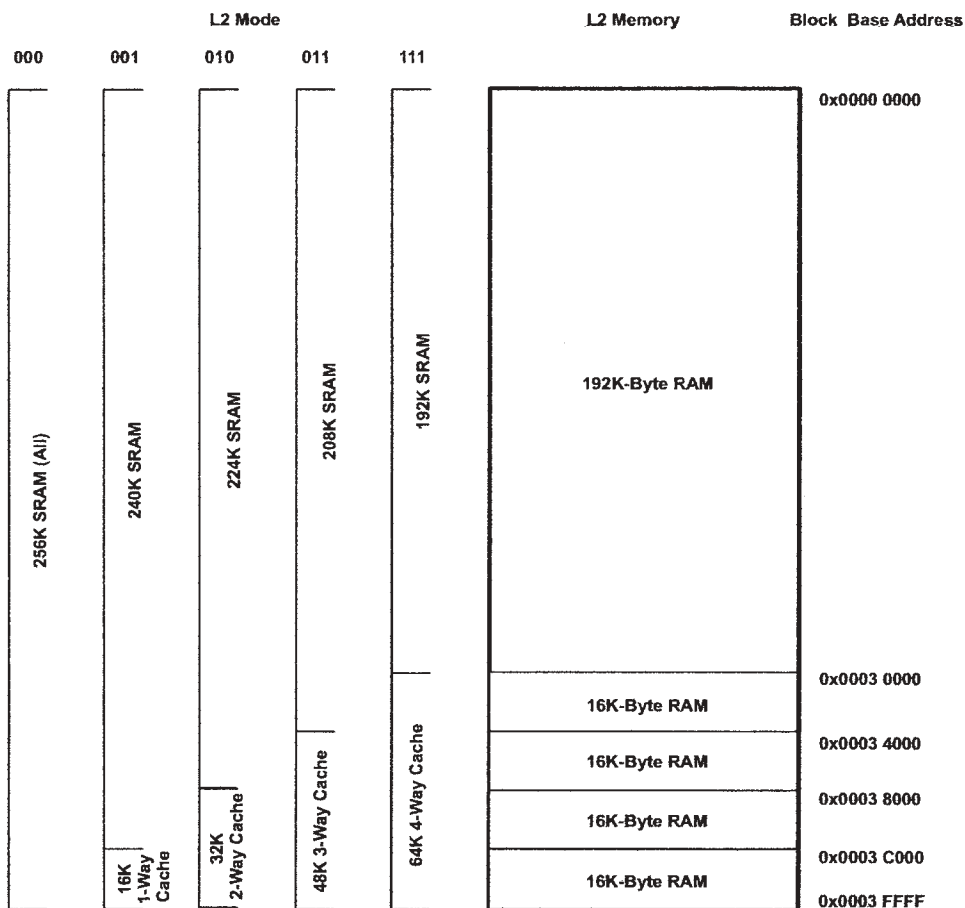 L2 Mode
L2 Memory
Block Base Address
000
001
010
011
111
0x0000 0000
256K SRAM (All)
240K SRAM
224K SRAM
208K SRAM
192K SRAM
192K-Byte RAM
0x0003 0000
16K-Byte RAM
0x0003 4000
16K-Byte RAM
0x0003 8000
16K-Byte RAM
0x0003 C000
16K-Byte RAM
0x0003 FFFF
16K
1-Way
Cache
32K
2-Way Cache
48K 3-Way Cache
64K 4-Way Cache